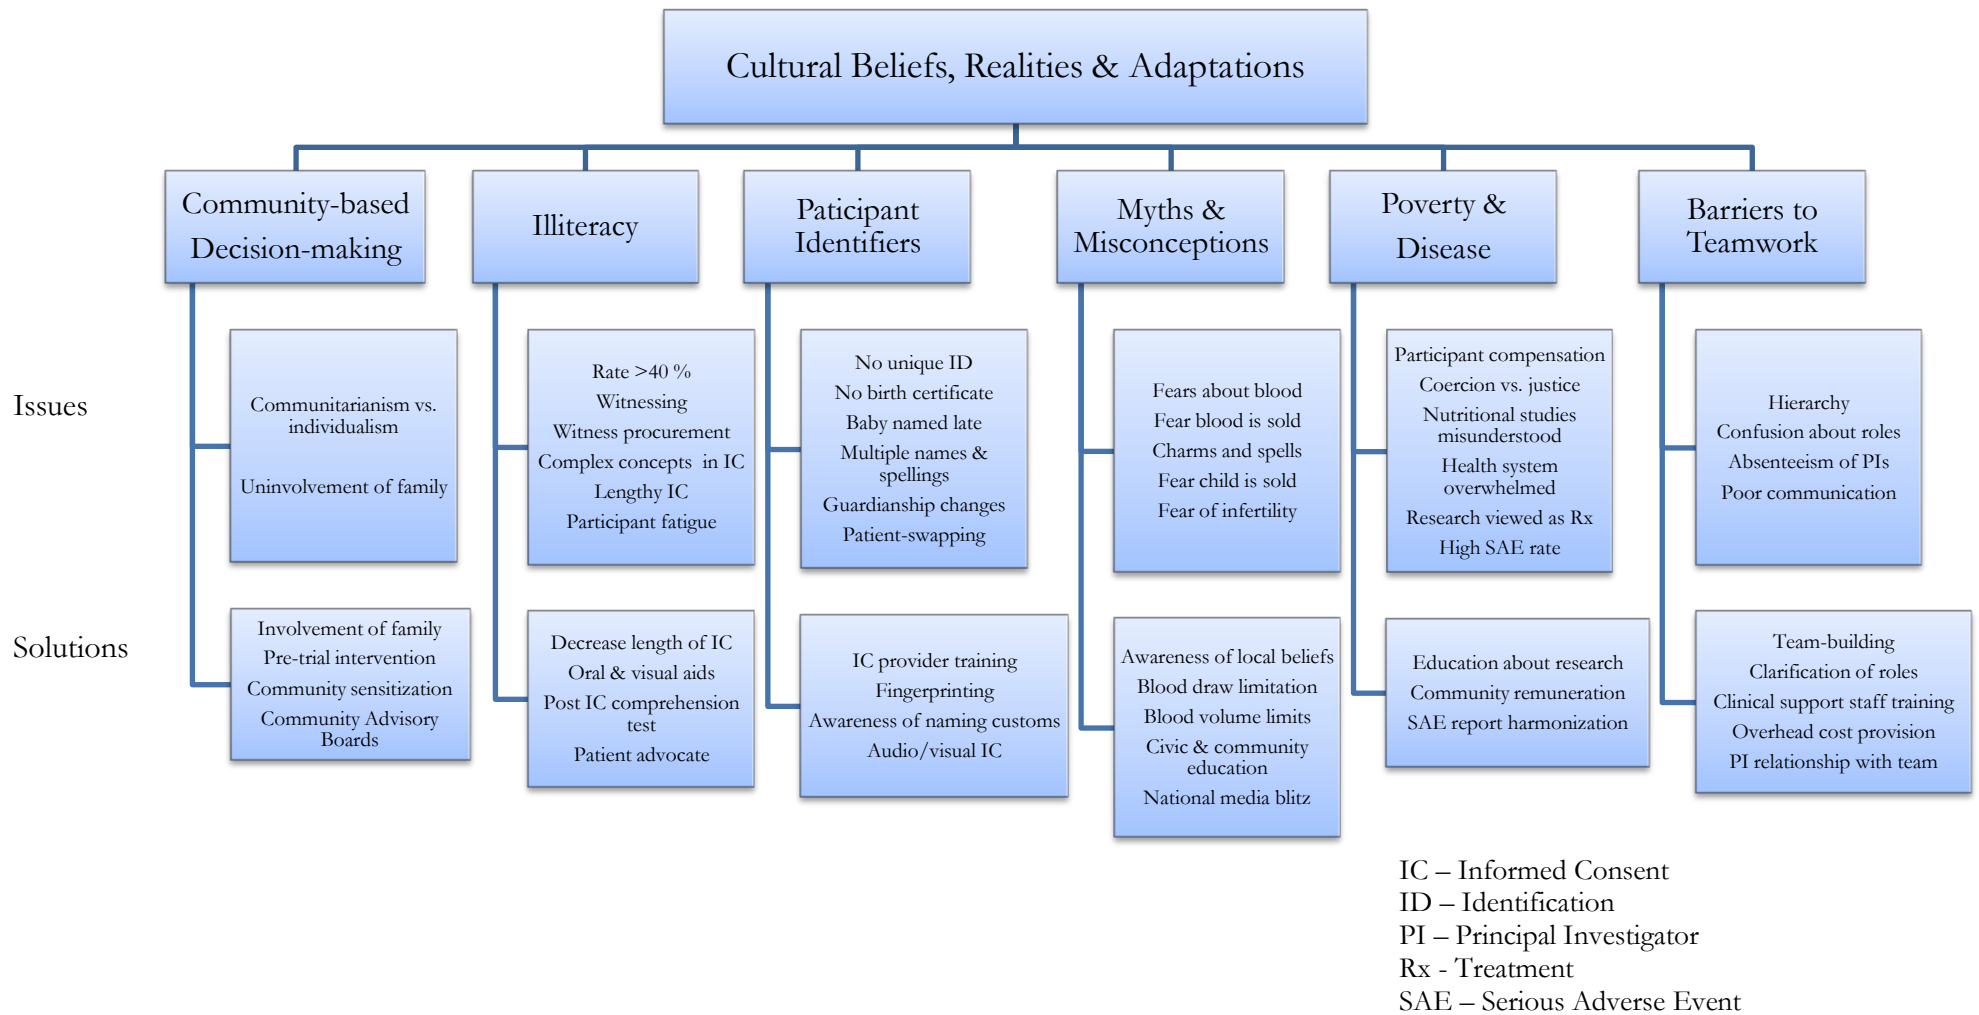 Cultural Beliefs, Realities & Adaptations
Community-based
Decision-making
Illiteracy
Paticipant
Identifiers
Myths &
Misconceptions
Poverty &
Disease
Barriers to
Teamwork
Issues
Communitarianism vs.
individualism
Uninvolvement of family
Rate >40 %
Witnessing
Witness procurement
Complex concepts in IC
Lengthy IC
Participant fatigue
No unique ID
No birth certificate
Baby named late
Multiple names &
spellings
Guardianship changes
Patient-swapping
Fears about blood
Fear blood is sold
Charms and spells
Fear child is sold
Fear of infertility
Participant compensation
Coercion vs. justice
Nutritional studies
misunderstood
Health system
overwhelmed
Research viewed as Rx
High SAE rate
Hierarchy
Confusion about roles
Absenteeism of PIs
Poor communication
Solutions
Involvement of family
Pre-trial intervention
Community sensitization
Community Advisory
Boards
Decrease length of IC
Oral & visual aids
Post IC comprehension
test
Patient advocate
IC provider training
Fingerprinting
Awareness of naming customs
Audio/visual IC
Awareness of local beliefs
Blood draw limitation
Blood volume limits
Civic & community
education
National media blitz
Education about research
Community remuneration
SAE report harmonization
Team-building
Clarification of roles
Clinical support staff training
Overhead cost provision
PI relationship with team
IC – Informed Consent
ID – Identification
PI – Principal Investigator
Rx - Treatment
SAE – Serious Adverse Event